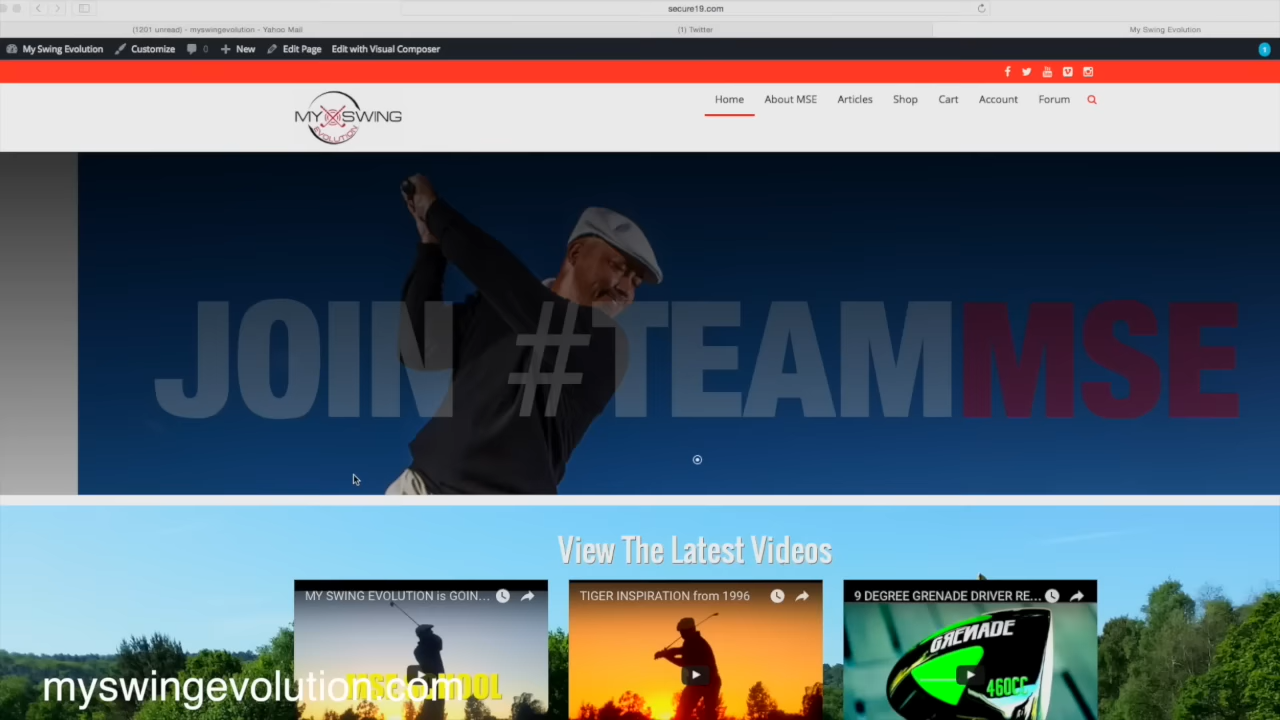 secure19.com
(1201 unread) - myswingevolution - Yahoo Mail
(1) Twitter
My Swing Evolution
My Swing Evolution
Customize
0
New
Edit Page
Edit with Visual Composer
1
MY SWING
EVOLUTION
Home
About MSE
Articles
Shop
Cart
Account
Forum
JOIN #TEAMMSE
View The Latest Videos
MY SWING EVOLUTION is GOIN...
TIGER INSPIRATION from 1996
9 DEGREE GRENADE DRIVER RE...
GRENADE
460CC
myswingevolution.com